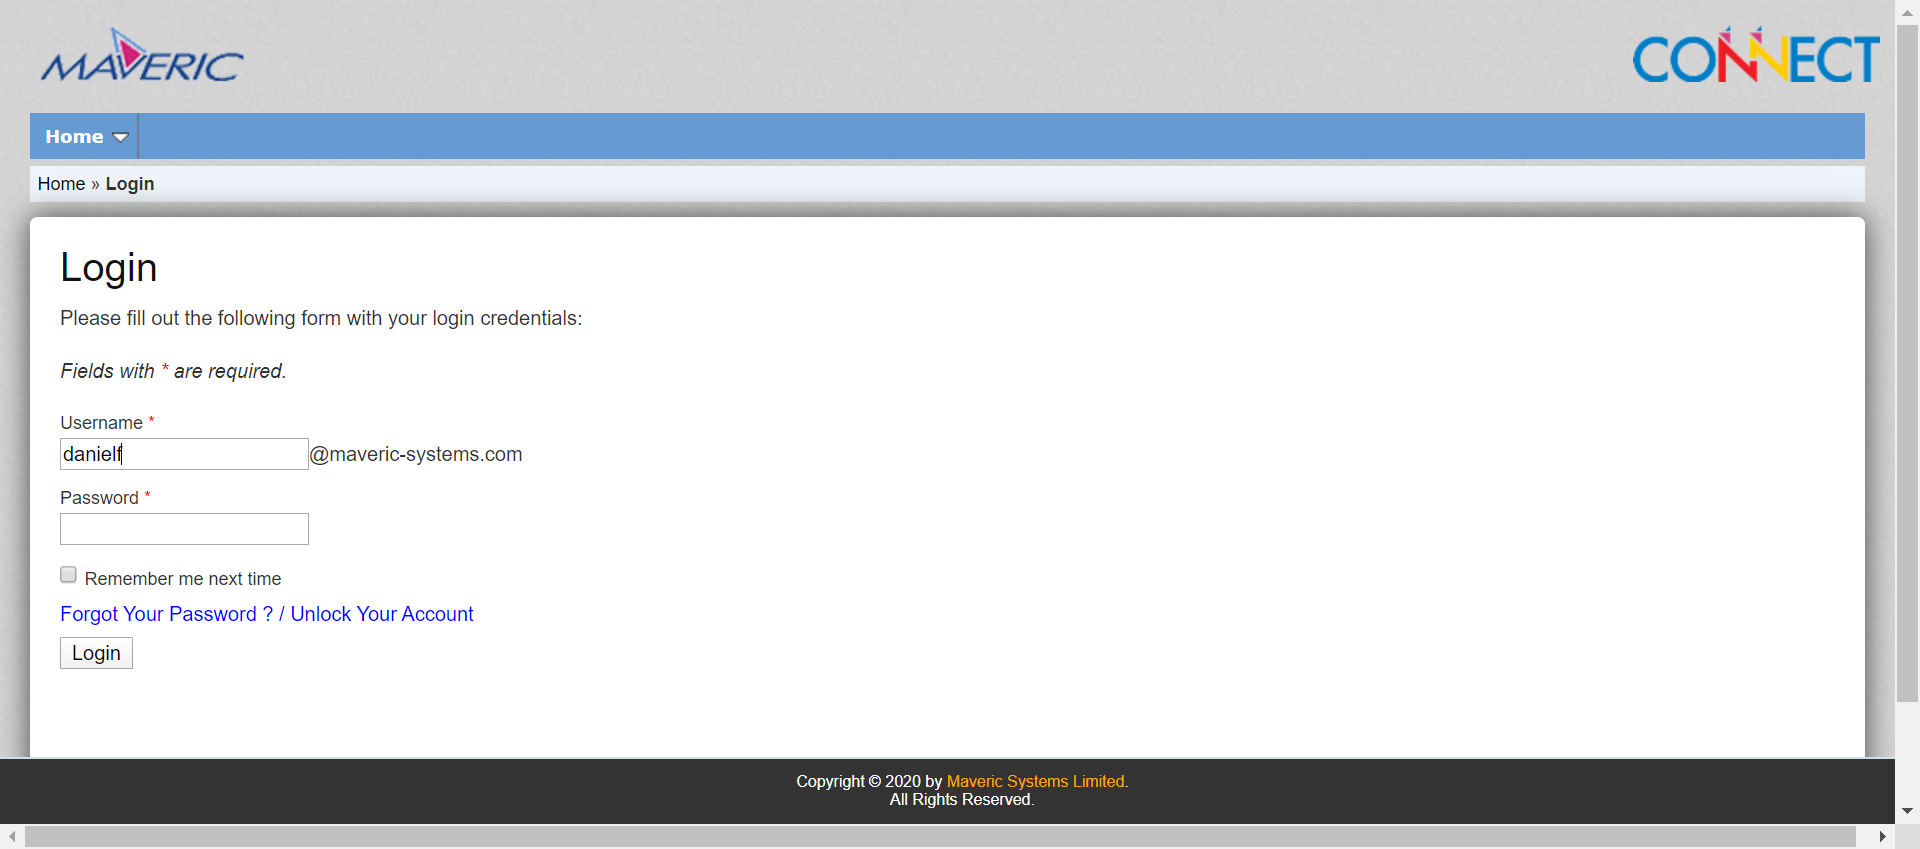 MAVERIC
CONNECT
Home
Home » Login
Login
Please fill out the following form with your login credentials:
Fields with * are required.
Username *
danielf@maveric-systems.com
Password *
Remember me next time
Forgot Your Password ? / Unlock Your Account
Login
Copyright © 2020 by Maveric Systems Limited.
All Rights Reserved.